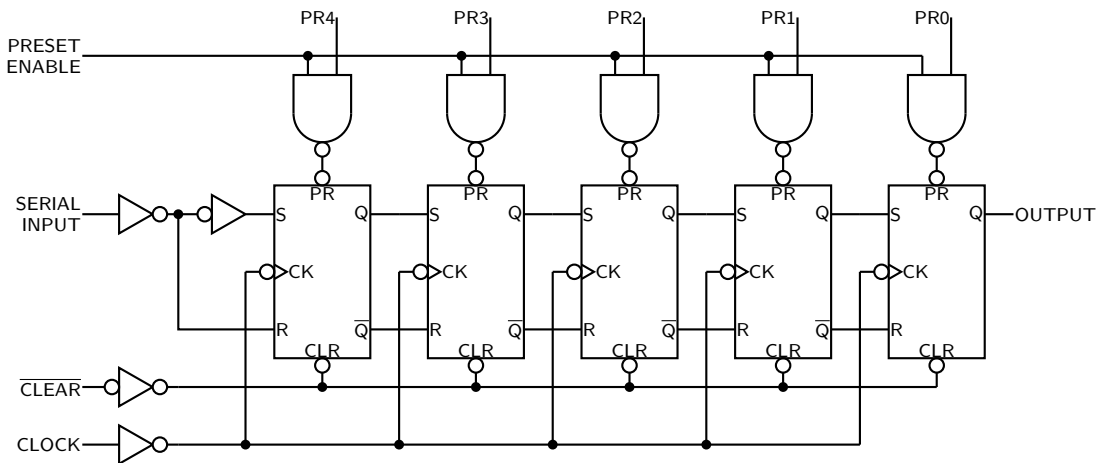 PR4 PR3 PR2 PR1 PR0
PRESET
ENABLE
PR PR PR PR PR
SERIAL
INPUT
S Q S Q S Q S Q S Q OUTPUT
CK CK CK CK CK
R Q̅ R Q̅ R Q̅ R Q̅ R
CLR CLR CLR CLR CLR
C̅L̅E̅A̅R̅
CLOCK